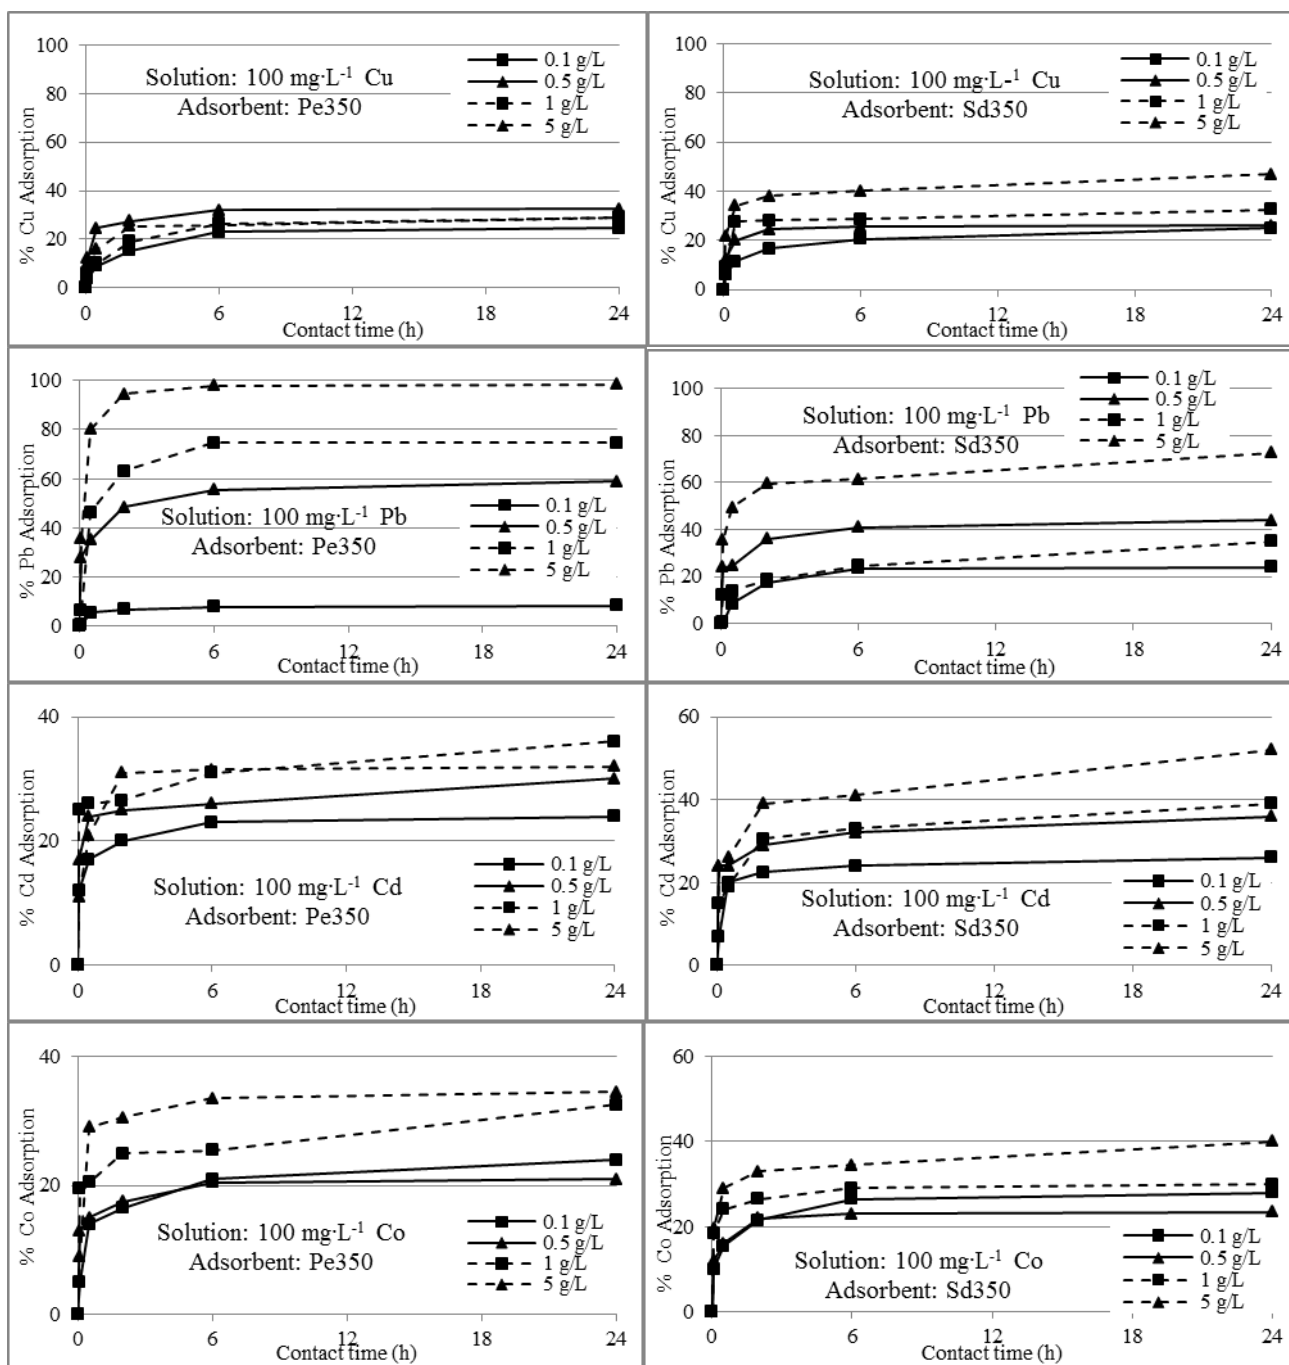 100
80
60
40
20
0
% Cu Adsorption
Solution: 100 mg·L⁻¹ Cu
Adsorbent: Pe350
0.1 g/L
0.5 g/L
1 g/L
5 g/L
0 6 12 18 24
Contact time (h)
100
80
60
40
20
0
% Cu Adsorption
Solution: 100 mg·L-¹ Cu
Adsorbent: Sd350
0.1 g/L
0.5 g/L
1 g/L
5 g/L
0 6 12 18 24
Contact time (h)
100
80
60
40
20
0
% Pb Adsorption
Solution: 100 mg·L⁻¹ Pb
Adsorbent: Pe350
0.1 g/L
0.5 g/L
1 g/L
5 g/L
0 6 12 18 24
Contact time (h)
100
80
60
40
20
0
% Pb Adsorption
Solution: 100 mg·L⁻¹ Pb
Adsorbent: Sd350
0.1 g/L
0.5 g/L
1 g/L
5 g/L
0 6 12 18 24
Contact time (h)
40
20
0
% Cd Adsorption
Solution: 100 mg·L⁻¹ Cd
Adsorbent: Pe350
0.1 g/L
0.5 g/L
1 g/L
5 g/L
0 6 12 18 24
Contact time (h)
60
40
20
0
% Cd Adsorption
Solution: 100 mg·L⁻¹ Cd
Adsorbent: Sd350
0.1 g/L
0.5 g/L
1 g/L
5 g/L
0 6 12 18 24
Contact time (h)
40
20
0
% Co Adsorption
Solution: 100 mg·L⁻¹ Co
Adsorbent: Pe350
0.1 g/L
0.5 g/L
1 g/L
5 g/L
0 6 12 18 24
Contact time (h)
60
40
20
0
% Co Adsorption
Solution: 100 mg·L⁻¹ Co
Adsorbent: Sd350
0.1 g/L
0.5 g/L
1 g/L
5 g/L
0 6 12 18 24
Contact time (h)